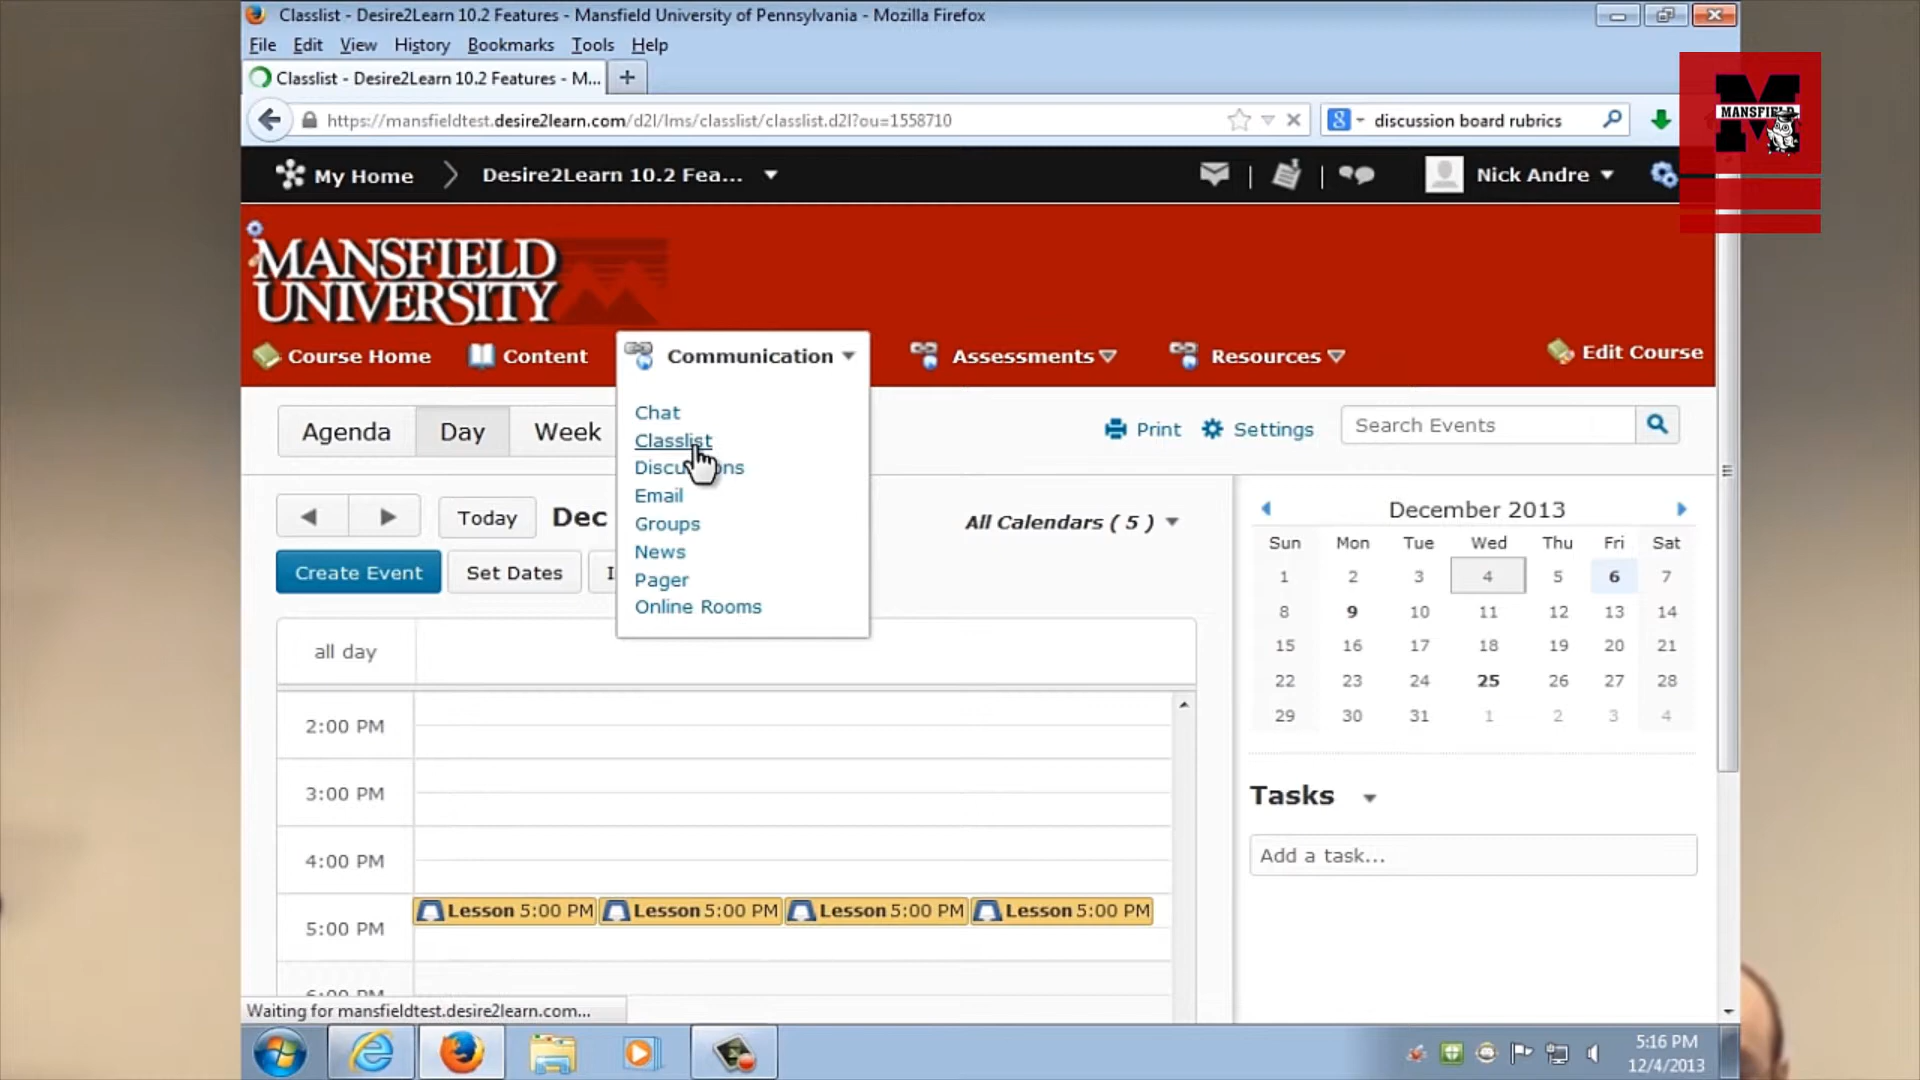 Classlist - Desire2Learn 10.2 Features - Mansfield University of Pennsylvania - Mozilla Firefox
File Edit View History Bookmarks Tools Help
Classlist - Desire2Learn 10.2 Features - M... +
https://mansfieldtest.desire2learn.com/d2l/lms/classlist/classlist.d2l?ou=1558710
discussion board rubrics
MANSFIELD
My Home Desire2Learn 10.2 Fea... Nick Andre
MANSFIELD
UNIVERSITY
Course Home Content Communication Assessments Resources Edit Course
Chat
Classlist
Email
Groups
News
Pager
Online Rooms
Agenda Day Week
Print Settings Search Events
Today Dec
All Calendars ( 5 )
Create Event Set Dates
all day
2:00 PM
3:00 PM
4:00 PM
5:00 PM
Lesson 5:00 PM Lesson 5:00 PM Lesson 5:00 PM Lesson 5:00 PM
6:00 PM
December 2013
Sun Mon Tue Wed Thu Fri Sat
1 2 3 4 5 6 7
8 9 10 11 12 13 14
15 16 17 18 19 20 21
22 23 24 25 26 27 28
29 30 31 1 2 3 4
Tasks
Add a task...
Waiting for mansfieldtest.desire2learn.com...
5:16 PM
12/4/2013